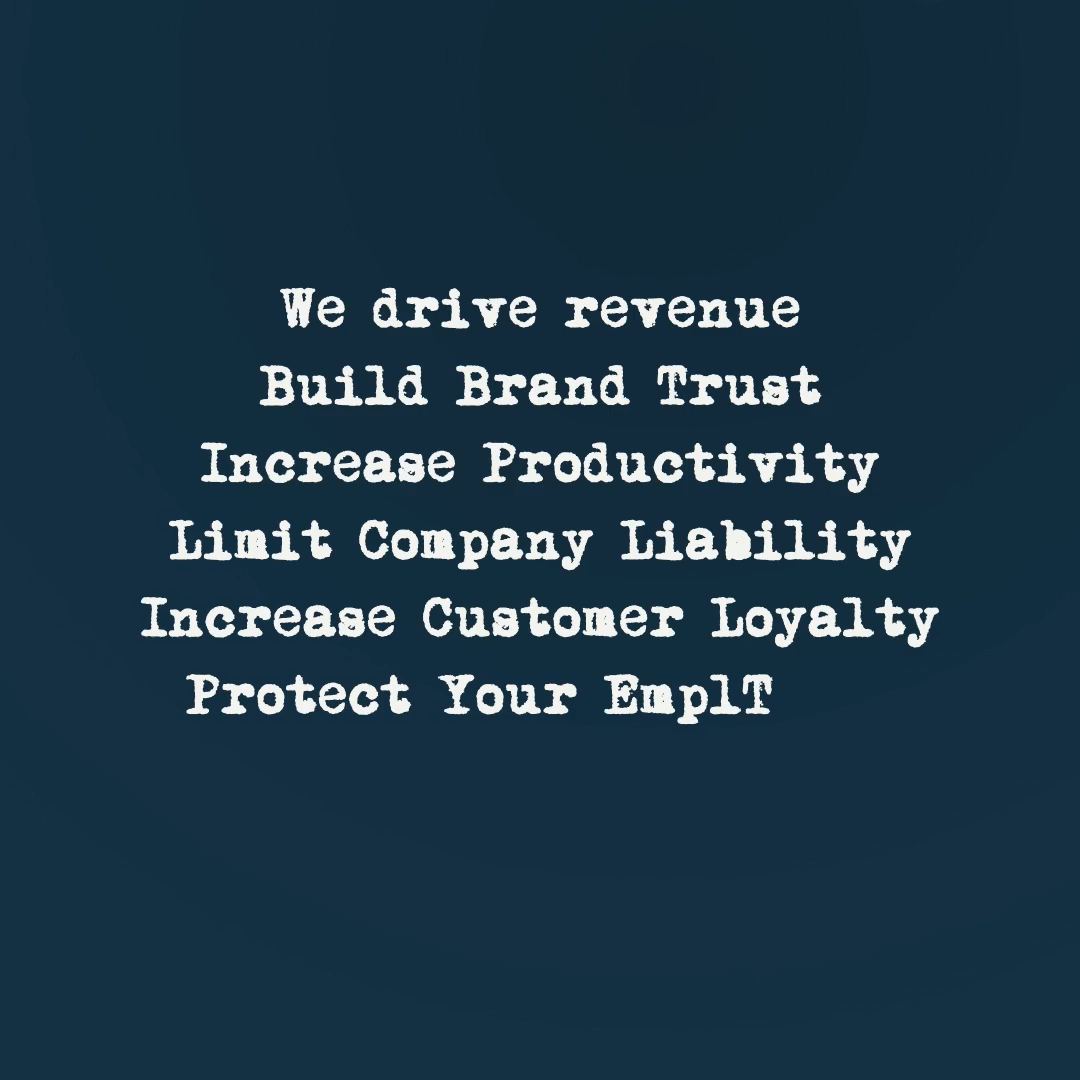 We drive revenue
Build Brand Trust
Increase Productivity
Limit Company Liability
Increase Customer Loyalty
Protect Your EmplT